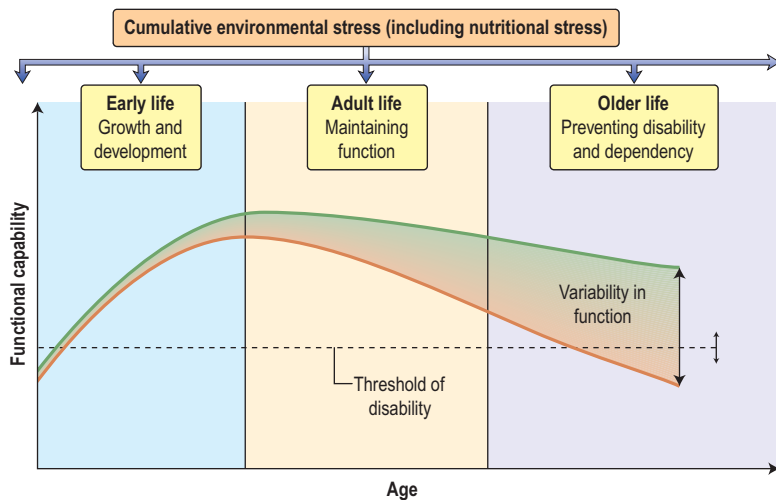 Cumulative environmental stress (including nutritional stress)
Early life
Growth and
development
Adult life
Maintaining
function
Older life
Preventing disability
and dependency
Functional capability
Variability in
function
Threshold of
disability
Age